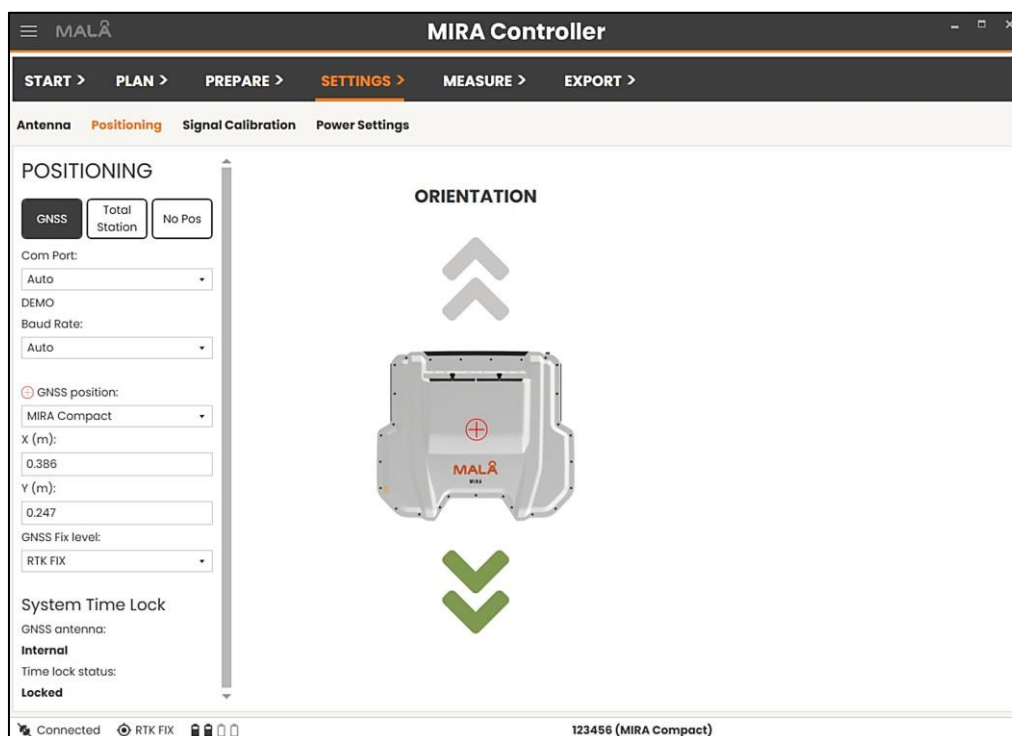 MALÅ
MIRA Controller
START > PLAN > PREPARE > SETTINGS > MEASURE > EXPORT >
Antenna Positioning Signal Calibration Power Settings
POSITIONING
GNSS Total Station No Pos
Com Port:
Auto
DEMO
Baud Rate:
Auto
GNSS position:
MIRA Compact
X (m):
0.386
Y (m):
0.247
GNSS Fix level:
RTK FIX
System Time Lock
GNSS antenna:
Internal
Time lock status:
Locked
ORIENTATION
MALÅ
MIRA
Connected RTK FIX 123456 (MIRA Compact)